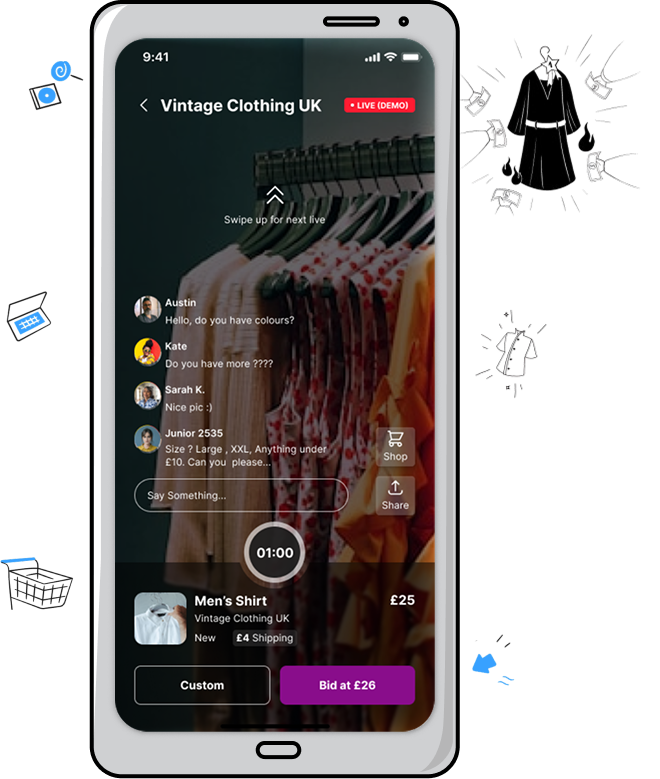 9:41
Vintage Clothing UK
• LIVE (DEMO)
Swipe up for next live
Austin
Hello, do you have colours?
Kate
Do you have more ????
Sarah K.
Nice pic :)
Junior 2535
Size ? Large , XXL, Anything under
£10. Can you please...
Shop
Say Something...
Share
01:00
Men's Shirt
£25
Vintage Clothing UK
New
£4 Shipping
Custom
Bid at £26